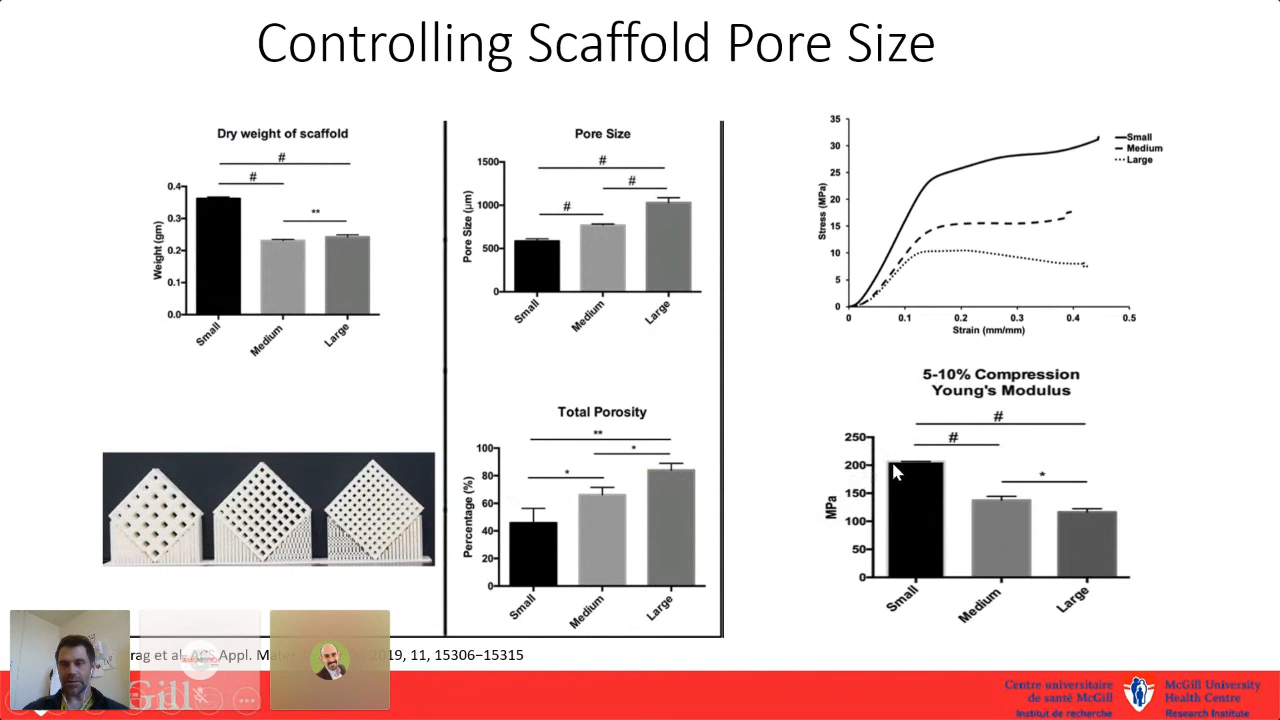 Controlling Scaffold Pore Size
Dry weight of scaffold
#
#
**
0.4
0.3
0.2
0.1
0.0
Weight (gm)
Small
Medium
Large
Pore Size
#
#
#
1500
1000
500
0
Pore Size (μm)
Small
Medium
Large
Total Porosity
**
*
*
100
80
60
40
20
0
Percentage (%)
Small
Medium
Large
35
30
25
20
15
10
5
0
Stress (MPa)
0
0.1
0.2
0.3
0.4
0.5
Strain (mm/mm)
Small
Medium
Large
5-10% Compression
Young's Modulus
#
#
*
250
200
150
100
50
0
MPa
Small
Medium
Large
rag et al. ACS Appl. Mate 2019, 11, 15306−15315
Gill
Centre universitaire
de santé McGill
Institut de recherche
McGill University
Health Centre
Research Institute